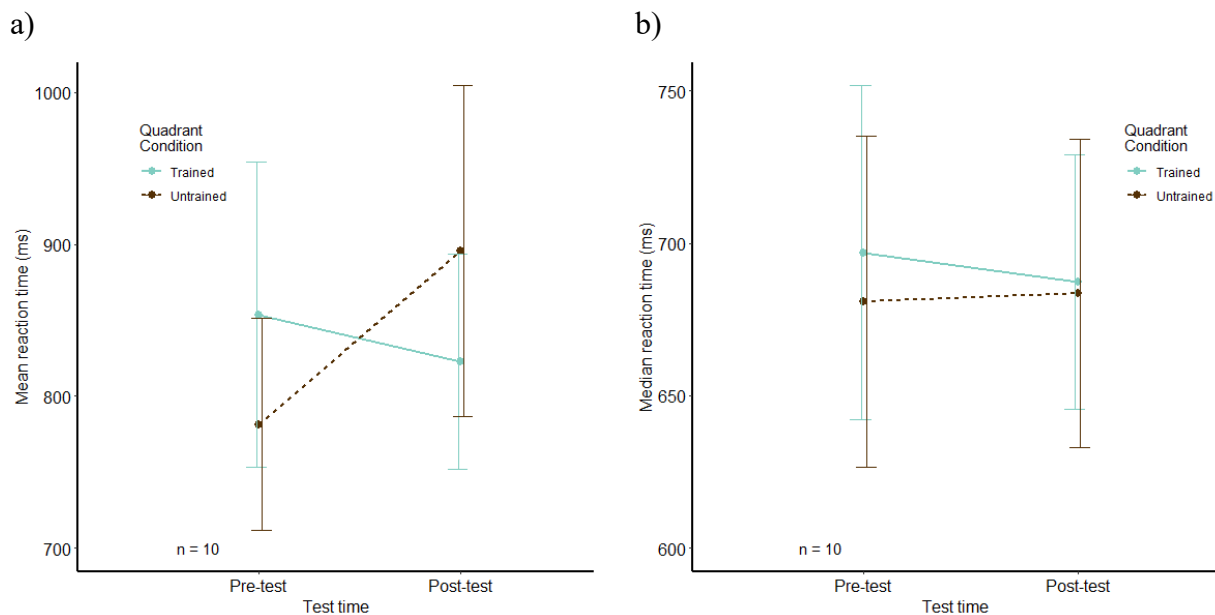 a)
Mean reaction time (ms)
1000
900
800
700
Quadrant
Condition
Trained
Untrained
n = 10
Pre-test
Post-test
Test time
b)
Median reaction time (ms)
750
700
650
600
Quadrant
Condition
Trained
Untrained
n = 10
Pre-test
Post-test
Test time